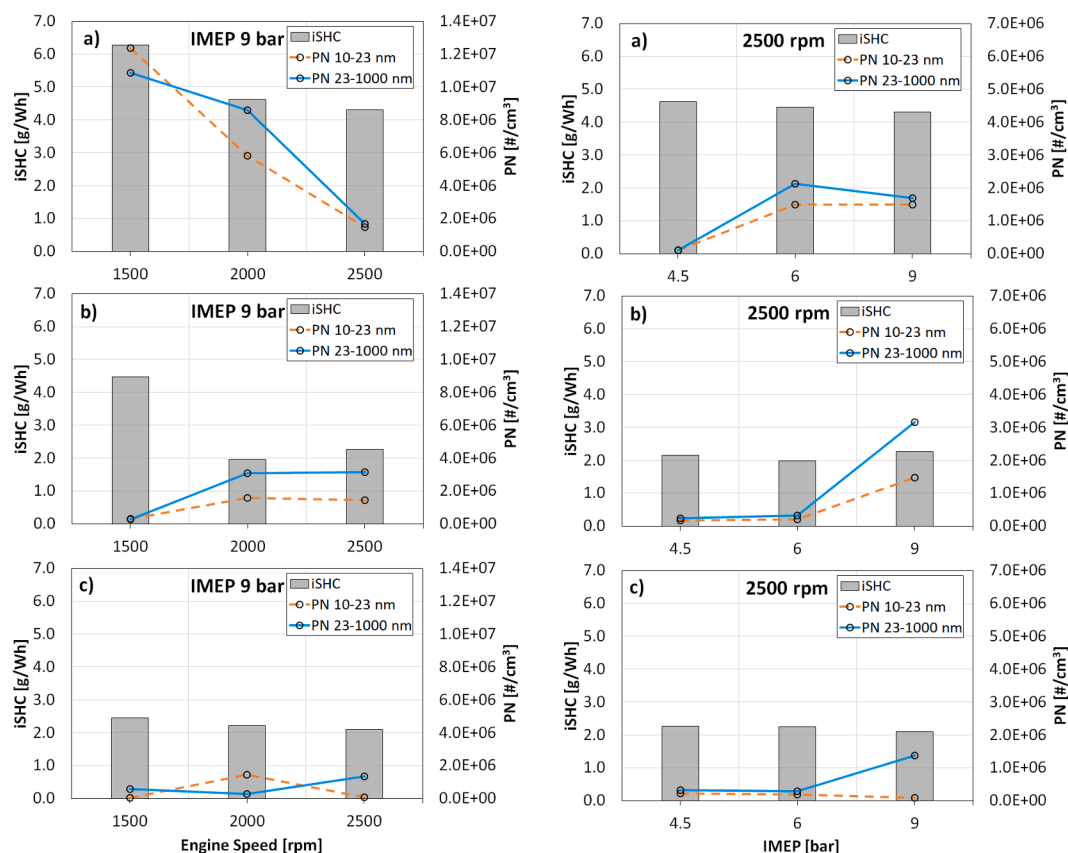 a)
IMEP 9 bar
iSHC
PN 10-23 nm
PN 23-1000 nm
7.0
6.0
5.0
4.0
3.0
2.0
1.0
0.0
iSHC [g/Wh]
1.4E+07
1.2E+07
1.0E+07
8.0E+06
6.0E+06
4.0E+06
2.0E+06
0.0E+00
PN [#/cm³]
1500 2000 2500
b)
IMEP 9 bar
iSHC
PN 10-23 nm
PN 23-1000 nm
7.0
6.0
5.0
4.0
3.0
2.0
1.0
0.0
iSHC [g/Wh]
1.4E+07
1.2E+07
1.0E+07
8.0E+06
6.0E+06
4.0E+06
2.0E+06
0.0E+00
PN [#/cm³]
1500 2000 2500
c)
IMEP 9 bar
iSHC
PN 10-23 nm
PN 23-1000 nm
7.0
6.0
5.0
4.0
3.0
2.0
1.0
0.0
iSHC [g/Wh]
1.4E+07
1.2E+07
1.0E+07
8.0E+06
6.0E+06
4.0E+06
2.0E+06
0.0E+00
PN [#/cm³]
1500 2000 2500
Engine Speed [rpm]
a)
2500 rpm
iSHC
PN 10-23 nm
PN 23-1000 nm
7.0
6.0
5.0
4.0
3.0
2.0
1.0
0.0
iSHC [g/Wh]
7.0E+06
6.0E+06
5.0E+06
4.0E+06
3.0E+06
2.0E+06
1.0E+06
0.0E+00
PN [#/cm³]
4.5 6 9
b)
2500 rpm
iSHC
PN 10-23 nm
PN 23-1000 nm
7.0
6.0
5.0
4.0
3.0
2.0
1.0
0.0
iSHC [g/Wh]
7.0E+06
6.0E+06
5.0E+06
4.0E+06
3.0E+06
2.0E+06
1.0E+06
0.0E+00
PN [#/cm³]
4.5 6 9
c)
2500 rpm
iSHC
PN 10-23 nm
PN 23-1000 nm
7.0
6.0
5.0
4.0
3.0
2.0
1.0
0.0
iSHC [g/Wh]
7.0E+06
6.0E+06
5.0E+06
4.0E+06
3.0E+06
2.0E+06
1.0E+06
0.0E+00
PN [#/cm³]
4.5 6 9
IMEP [bar]